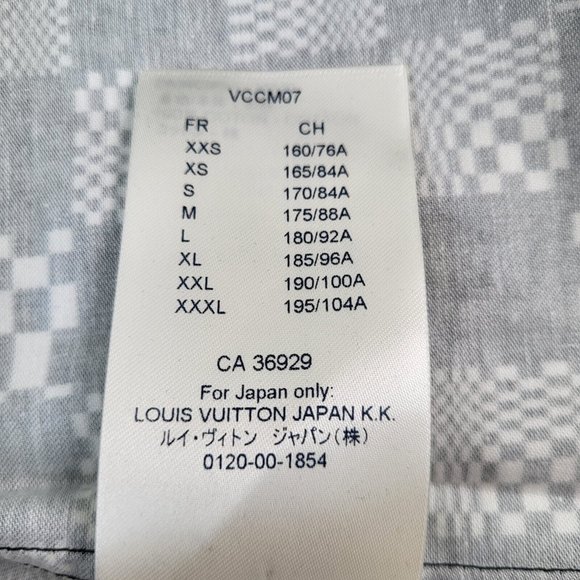 VCCM07
FR CH
XXS 160/76A
XS 165/84A
S 170/84A
M 175/88A
L 180/92A
XL 185/96A
XXL 190/100A
XXXL 195/104A
CA 36929
For Japan only:
LOUIS VUITTON JAPAN K.K.
ルイ・ヴィトン ジャパン(株)
0120-00-1854